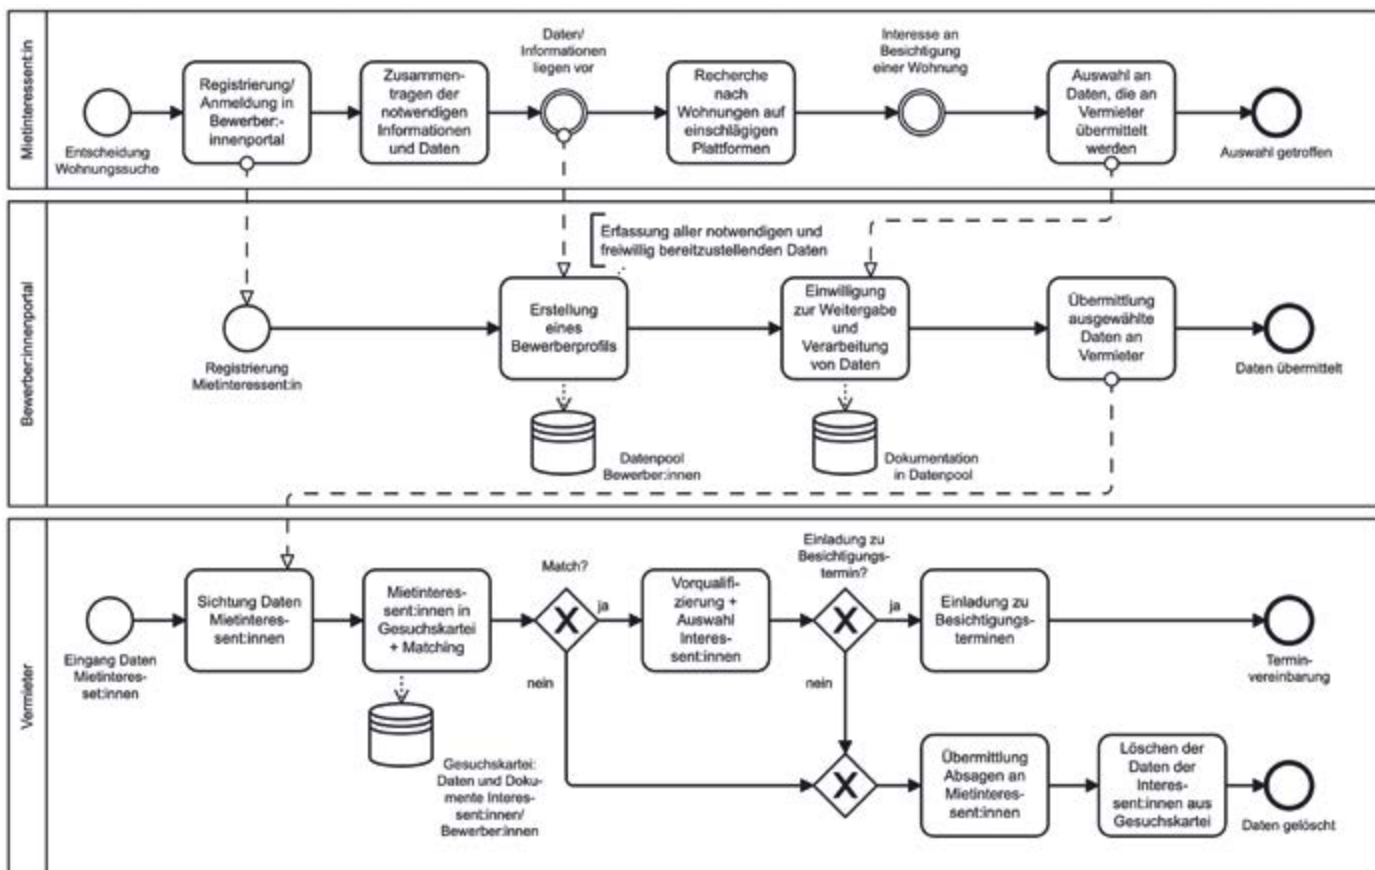 Mietinteressent:in
Daten/
Informationen
liegen vor
Interesse an
Besichtigung
einer Wohnung
Registrierung/
Anmeldung in
Bewerber:-
innenportal
Zusammen-
tragen der
notwendigen
Informationen
und Daten
Recherche
nach
Wohnungen auf
einschlägigen
Plattformen
Auswahl an
Daten, die an
Vermieter
übermittelt
werden
Entscheidung
Wohnungssuche
Auswahl getroffen
Bewerber:innenportal
Erfassung aller notwendigen und
freiwillig bereitzustellenden Daten
Registrierung
Mietinteressent:in
Erstellung
eines
Bewerberprofils
Einwilligung
zur Weitergabe
und
Verarbeitung
von Daten
Übermittlung
ausgewählte
Daten an
Vermieter
Daten übermittelt
Datenpool
Bewerber:innen
Dokumentation
in Datenpool
Vermieter
Eingang Daten
Mietinteres-
set:innen
Sichtung Daten
Mietinteres-
sent:innen
Mietinteres-
sent:innen in
Gesuchskartei
+ Matching
Match?
ja
nein
Vorqualifi-
zierung +
Auswahl
Interes-
sent:innen
Einladung zu
Besichtigungs-
termin?
ja
nein
Einladung zu
Besichtigungs-
terminen
Termin-
vereinbarung
Gesuchskartei:
Daten und Doku-
mente Interes-
sent:innen/
Bewerber:innen
Übermittlung
Absagen an
Mietinteres-
sent:innen
Löschen der
Daten der
Interes-
sent:innen aus
Gesuchskartei
Daten gelöscht